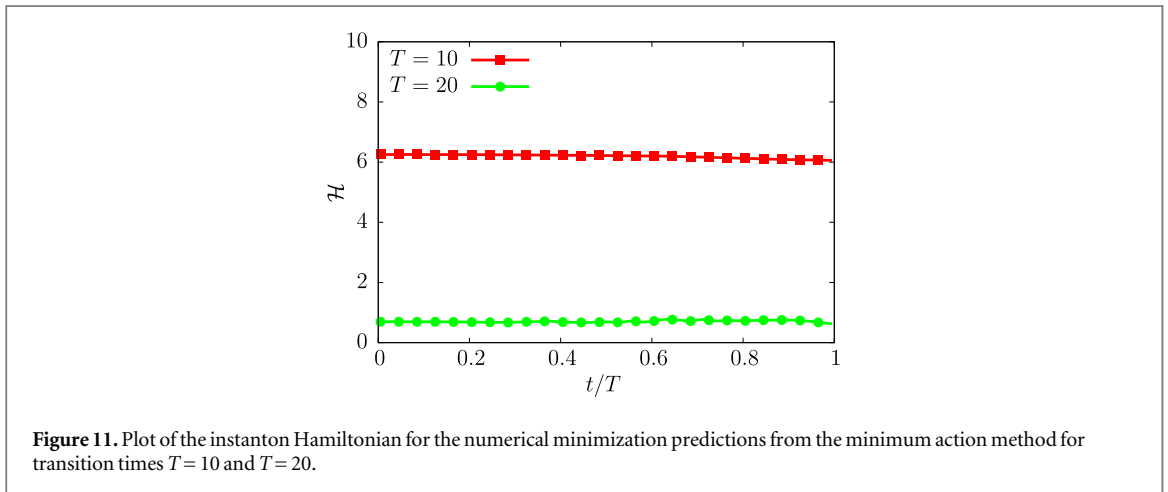 10
T = 10
T = 20
8
6
ℋ
4
2
0
0 0.2 0.4 0.6 0.8 1
t/T
Figure 11. Plot of the instanton Hamiltonian for the numerical minimization predictions from the minimum action method for
transition times T = 10 and T = 20.